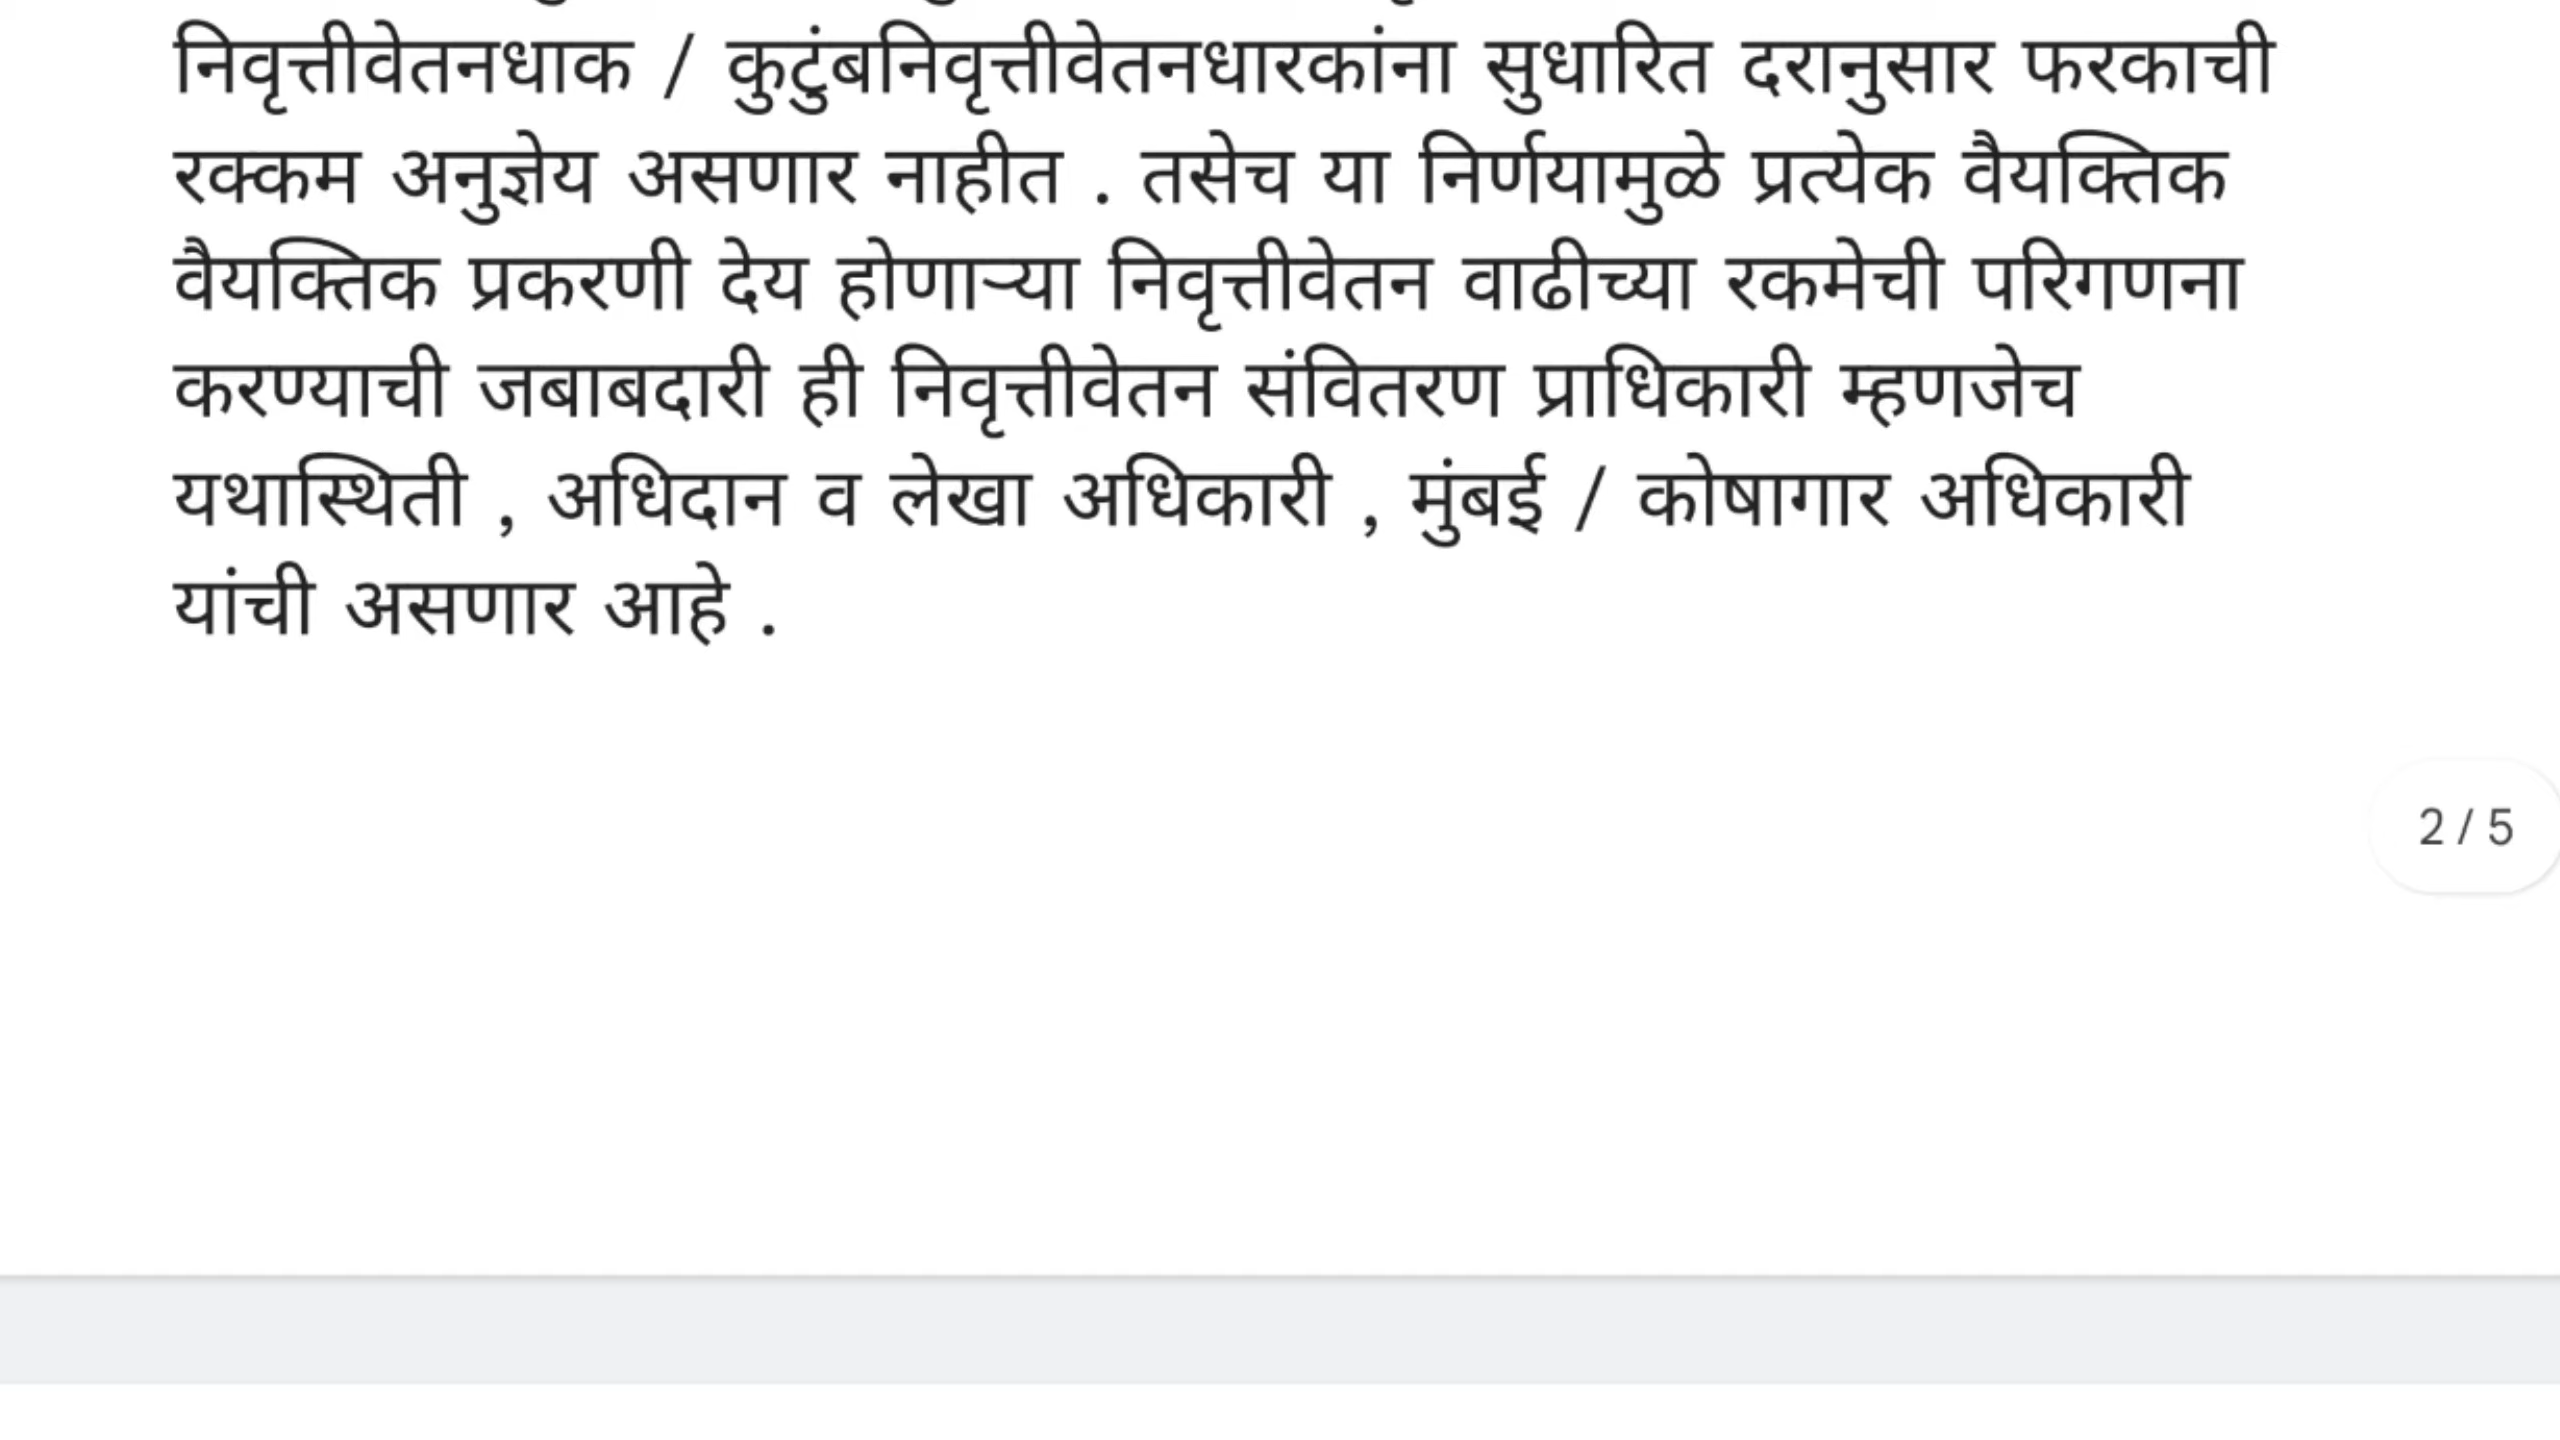 निवृत्तीवेतनधाक / कुटुंबनिवृत्तीवेतनधारकांना सुधारित दरानुसार फरकाची
रक्कम अनुज्ञेय असणार नाहीत . तसेच या निर्णयामुळे प्रत्येक वैयक्तिक
वैयक्तिक प्रकरणी देय होणाऱ्या निवृत्तीवेतन वाढीच्या रकमेची परिगणना
करण्याची जबाबदारी ही निवृत्तीवेतन संवितरण प्राधिकारी म्हणजेच
यथास्थिती , अधिदान व लेखा अधिकारी , मुंबई / कोषागार अधिकारी
यांची असणार आहे .
2 / 5